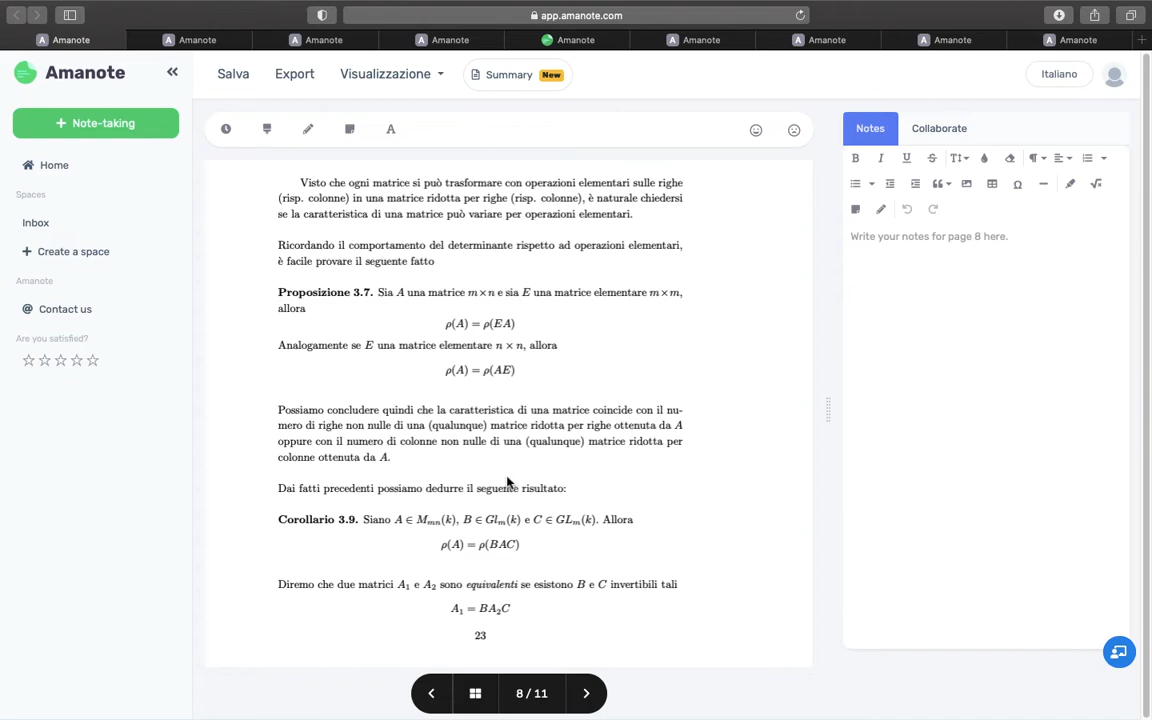 app.amanote.com
Amanote
Amanote
Amanote
Amanote
Amanote
Amanote
Amanote
Amanote
Amanote
Amanote
Salva
Export
Visualizzazione
Summary New
Italiano
+ Note-taking
Home
Spaces
Inbox
+ Create a space
Amanote
@ Contact us
Are you satisfied?
Visto che ogni matrice si può trasformare con operazioni elementari sulle righe
(risp. colonne) in una matrice ridotta per righe (risp. colonne), è naturale chiedersi
se la caratteristica di una matrice può variare per operazioni elementari.
Ricordando il comportamento del determinante rispetto ad operazioni elementari,
è facile provare il seguente fatto
Proposizione 3.7. Sia A una matrice m×n e sia E una matrice elementare m×m,
allora
ρ(A) = ρ(EA)
Analogamente se E una matrice elementare n × n, allora
ρ(A) = ρ(AE)
Possiamo concludere quindi che la caratteristica di una matrice coincide con il nu-
mero di righe non nulle di una (qualunque) matrice ridotta per righe ottenuta da A
oppure con il numero di colonne non nulle di una (qualunque) matrice ridotta per
colonne ottenuta da A.
Dai fatti precedenti possiamo dedurre il seguente risultato:
Corollario 3.9. Siano A ∈ Mₘₙ(k), B ∈ Glₘ(k) e C ∈ GLₘ(k). Allora
ρ(A) = ρ(BAC)
Diremo che due matrici A₁ e A₂ sono equivalenti se esistono B e C invertibili tali
A₁ = BA₂C
23
8 / 11
Notes
Collaborate
Write your notes for page 8 here.